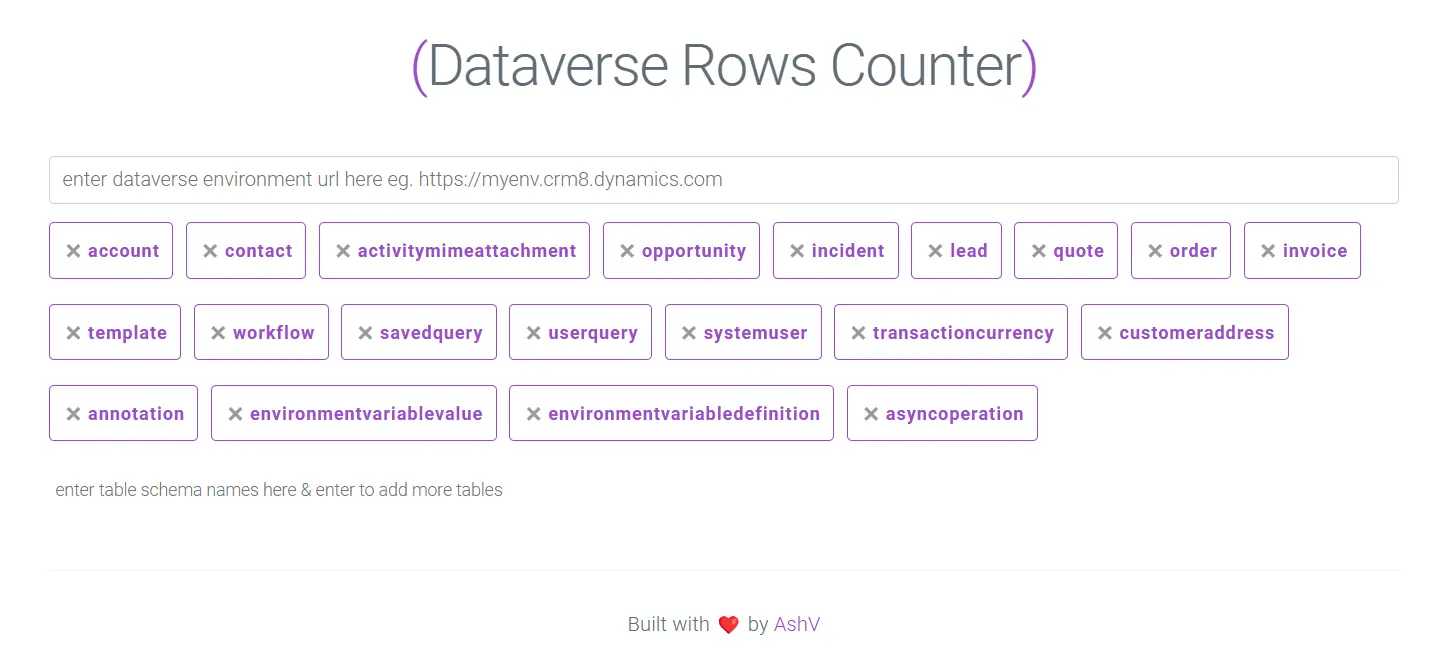 (Dataverse Rows Counter)
enter dataverse environment url here eg. https://myenv.crm8.dynamics.com
× account × contact × activitymimeattachment × opportunity × incident × lead × quote × order × invoice
× template × workflow × savedquery × userquery × systemuser × transactioncurrency × customeraddress
× annotation × environmentvariablevalue × environmentvariabledefinition × asyncoperation
enter table schema names here & enter to add more tables
Built with ❤️ by AshV